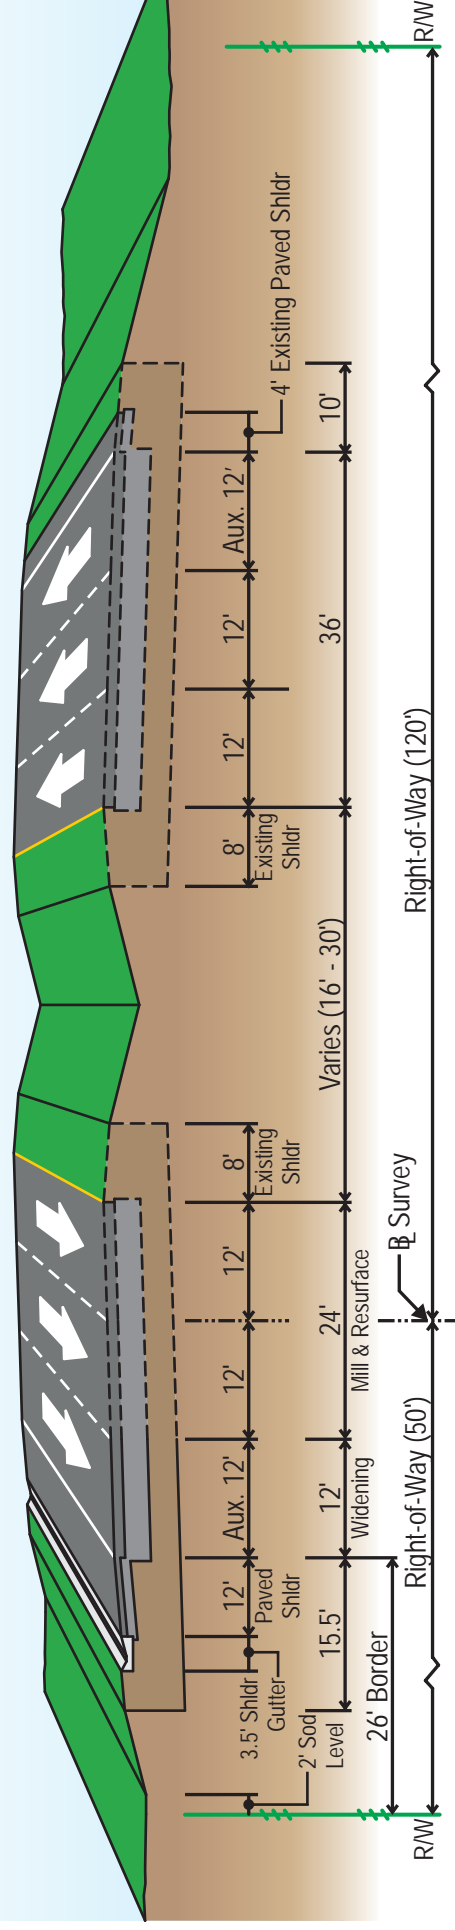 12'
Paved
Shldr
Aux. 12'
12'
12'
8'
Existing
Shldr
8'
Existing
Shldr
12'
12'
Aux. 12'
4' Existing Paved Shldr
3.5' Shldr
Gutter
2' Sod
Level
15.5'
12'
Widening
24'
Mill & Resurface
Varies (16' - 30')
36'
10'
26' Border
BL Survey
R/W
Right-of-Way (50')
Right-of-Way (120')
R/W